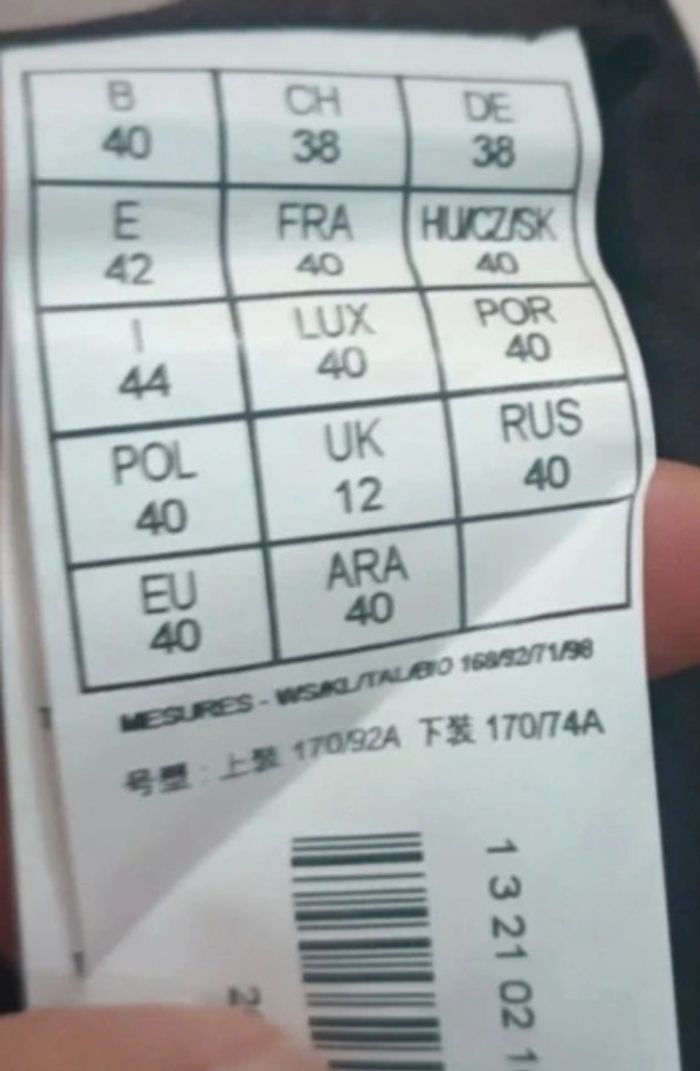 B CH DE
40 38 38
E FRA HU/CZ/SK
42 40 40
I LUX POR
44 40 40
POL UK RUS
40 12 40
EU ARA
40 40
MESURES - WS/KL/TAL/BIO 168/92/71/98
号型 : 上装 170/92A 下装 170/74A
1 3 21 02